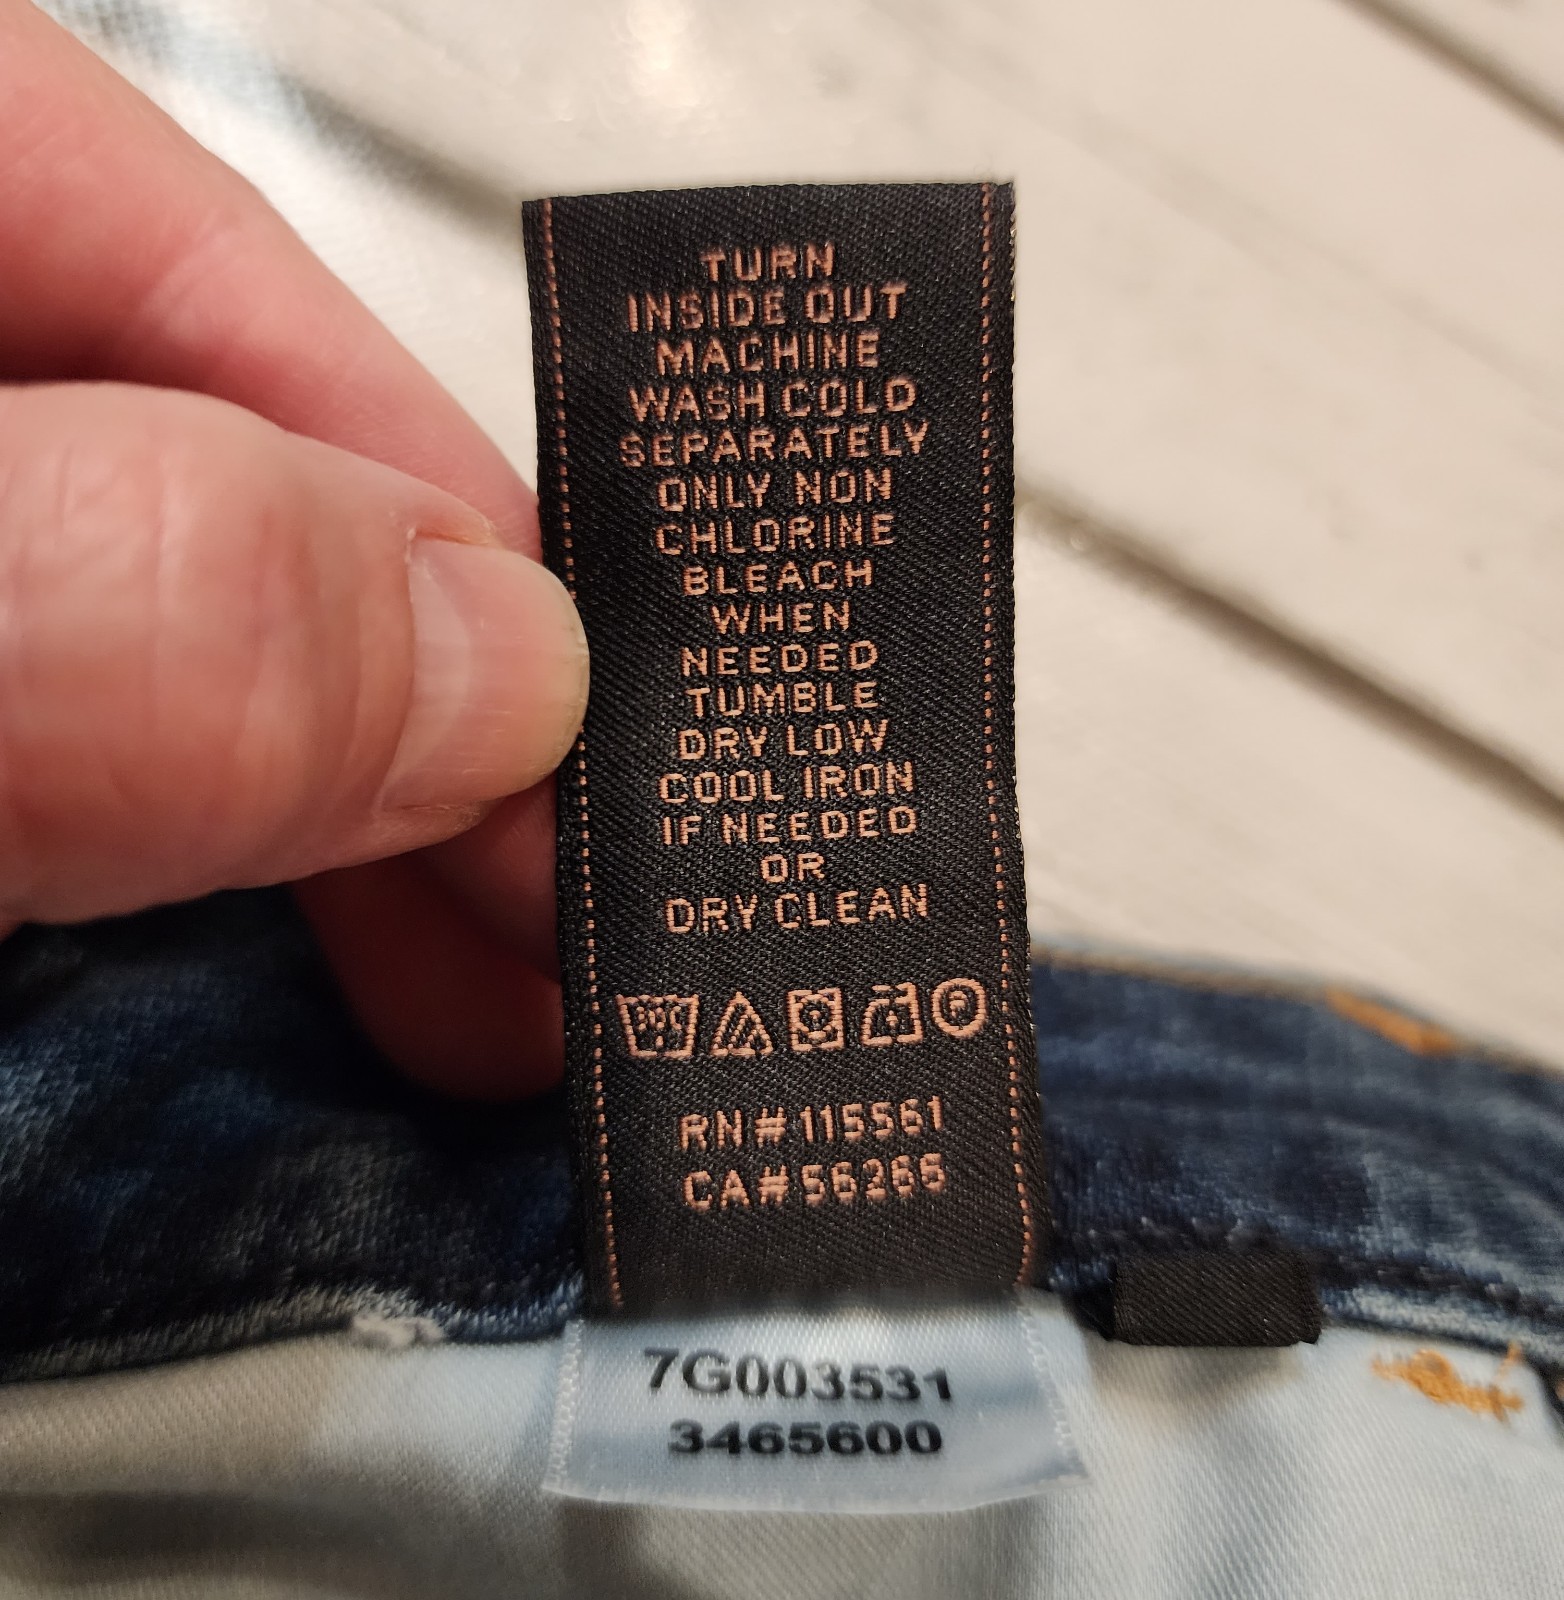 TURN
INSIDE OUT
MACHINE
WASH COLD
SEPARATELY
ONLY NON
CHLORINE
BLEACH
WHEN
NEEDED
TUMBLE
DRY LOW
COOL IRON
IF NEEDED
OR
DRY CLEAN
P
RN# 115561
CA# 56265
7G003531
3465600